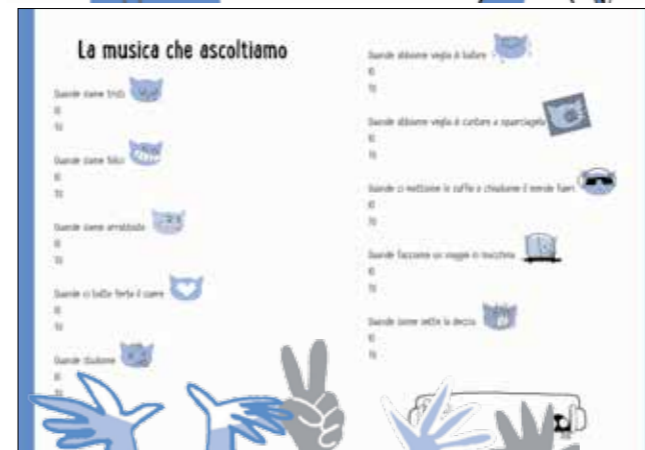 La musica che ascoltiamo
Quando siamo tristi
IO
TU
Quando siamo felici
IO
TU
Quando siamo arrabbiate
IO
TU
Quando ci batte forte il cuore
IO
TU
Quando studiamo
IO
TU
Quando abbiamo voglia di ballare
IO
TU
Quando abbiamo voglia di cantare a squarciagola
IO
TU
Quando ci mettiamo le cuffie e chiudiamo il mondo fuori
IO
TU
Quando facciamo un viaggio in macchina
IO
TU
Quando siamo sotto la doccia
IO
TU